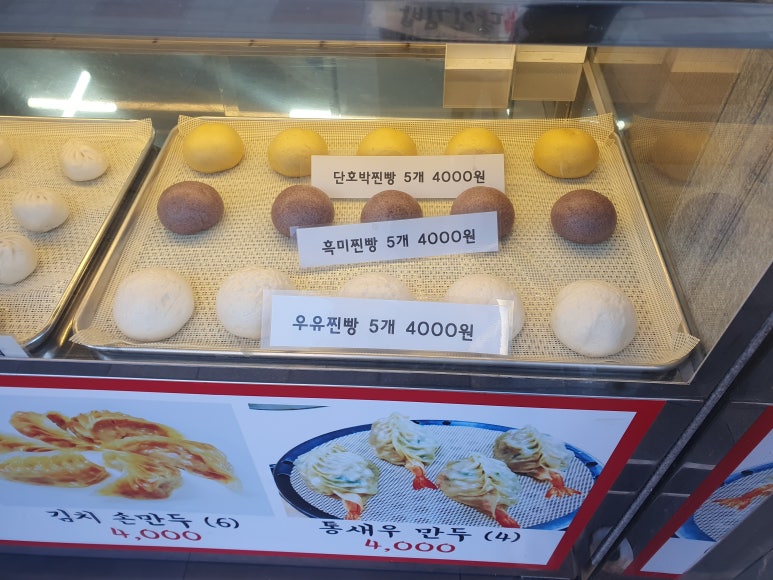 단호박찐빵 5개 4000원
흑미찐빵 5개 4000원
우유찐빵 5개 4000원
김치 손만두 (6)
4,000
통새우 만두 (4)
4,000